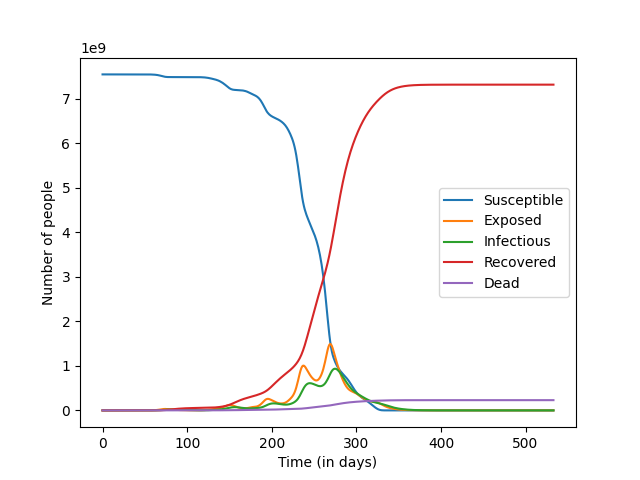 1e9
7
6
5
4
3
2
1
0
Number of people
Susceptible
Exposed
Infectious
Recovered
Dead
0 100 200 300 400 500
Time (in days)